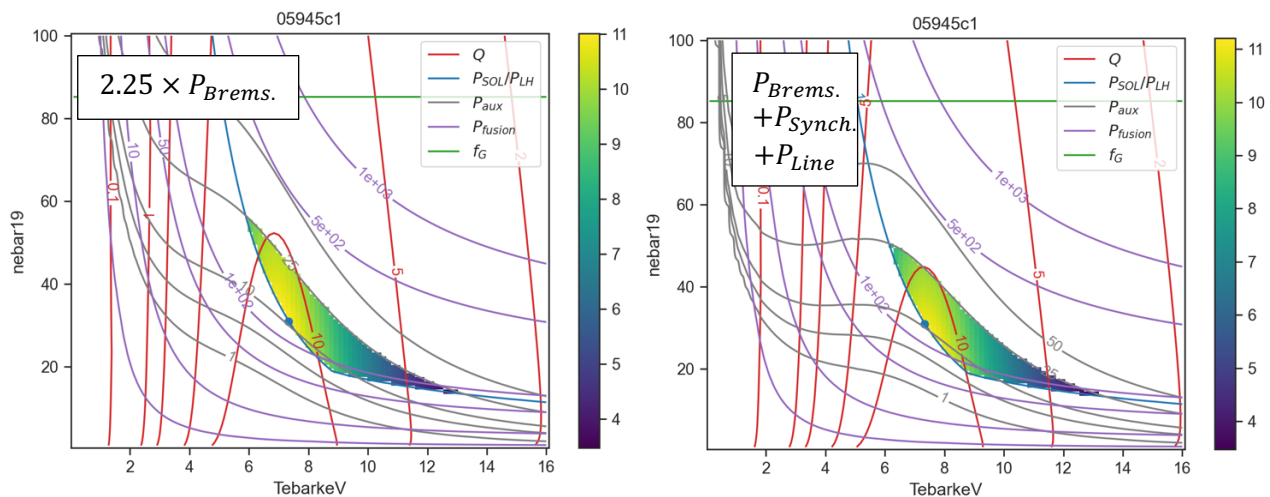 05945c1
2.25 × P_Brems.
Q
P_SOL/P_LH
P_aux
P_fusion
f_G
nebar19
100
80
60
40
20
2
4
6
8
10
12
14
16
TebarkeV
0.1
1
10
50
1e+02
5e+02
1e+03
25
10
1
10
5
2
11
10
9
8
7
6
5
4
05945c1
P_Brems.
+P_Synch.
+P_Line
Q
P_SOL/P_LH
P_aux
P_fusion
f_G
nebar19
100
80
60
40
20
2
4
6
8
10
12
14
16
TebarkeV
1e+02
5e+02
1e+03
50
25
1
10
5
2
11
10
9
8
7
6
5
4